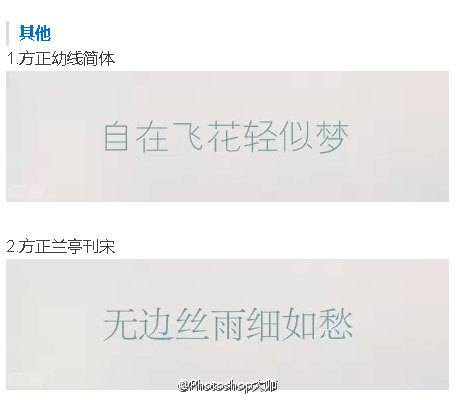 其他
1.方正幼线简体
自在飞花轻似梦
2.方正兰亭刊宋
无边丝雨细如愁
@Photoshop大师